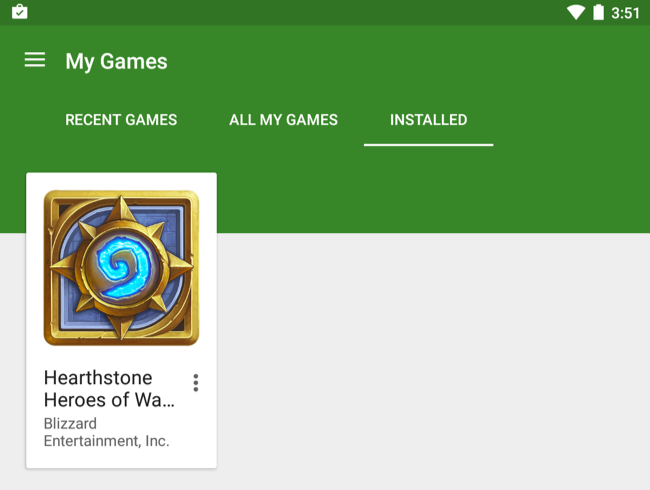 3:51
My Games
RECENT GAMES ALL MY GAMES INSTALLED
Hearthstone
Heroes of Wa...
Blizzard
Entertainment, Inc.